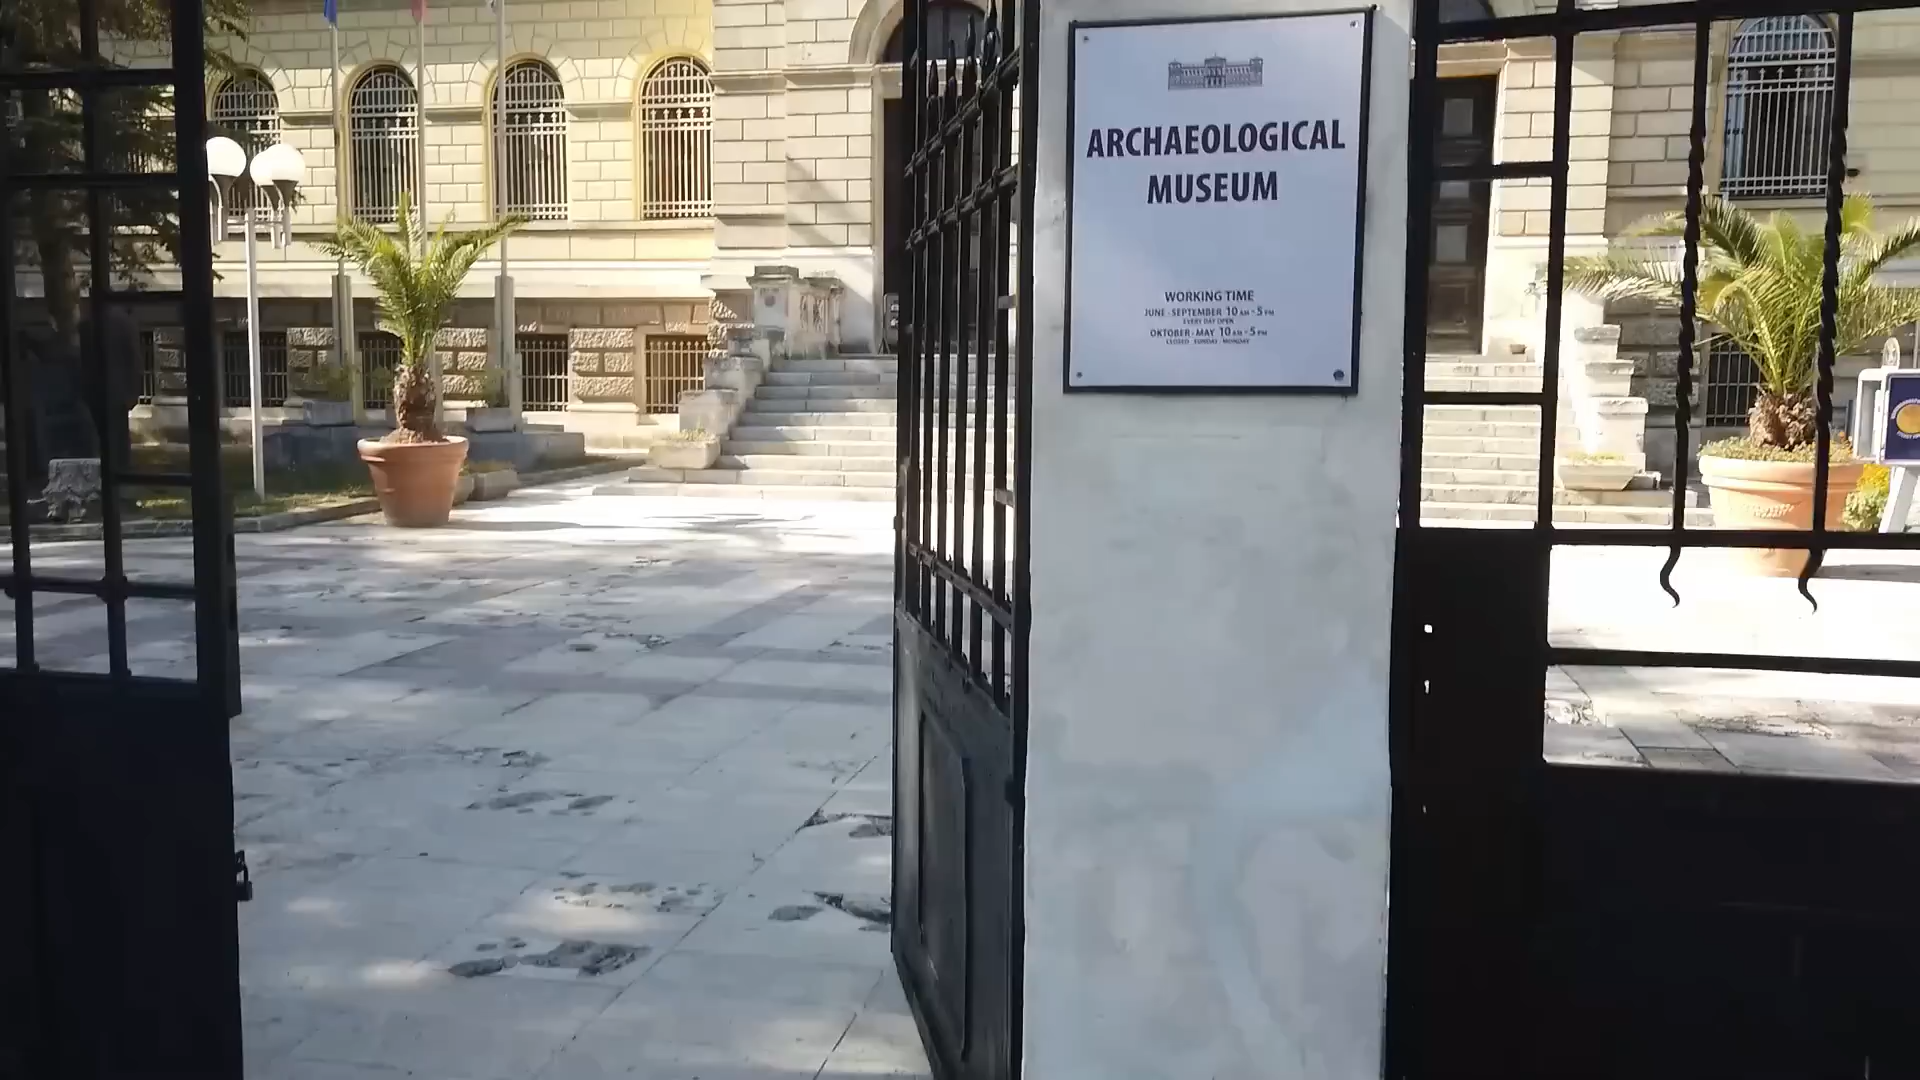 ARCHAEOLOGICAL
MUSEUM
WORKING TIME
JUNE - SEPTEMBER 10 AM - 5 PM
EVERY DAY OPEN
OKTOBER - MAY 10 AM - 5 PM
CLOSED SUNDAY - MONDAY